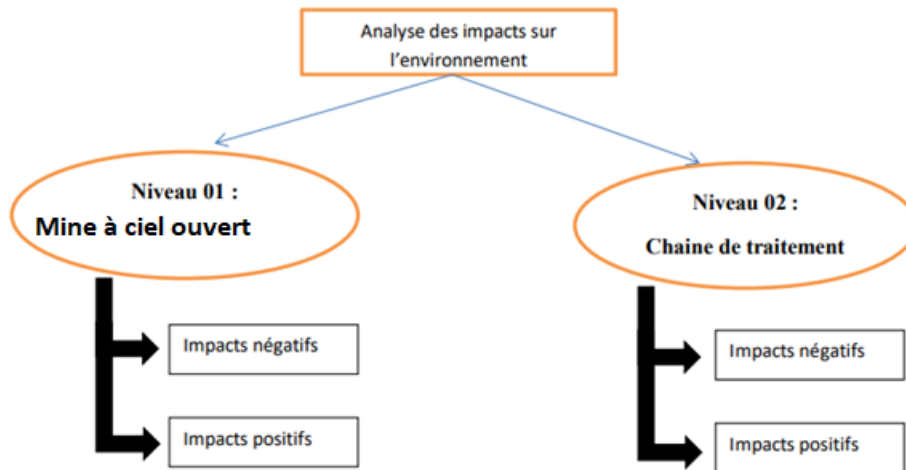 Analyse des impacts sur
l'environnement
Niveau 01 :
Mine à ciel ouvert
Impacts négatifs
Impacts positifs
Niveau 02 :
Chaine de traitement
Impacts négatifs
Impacts positifs